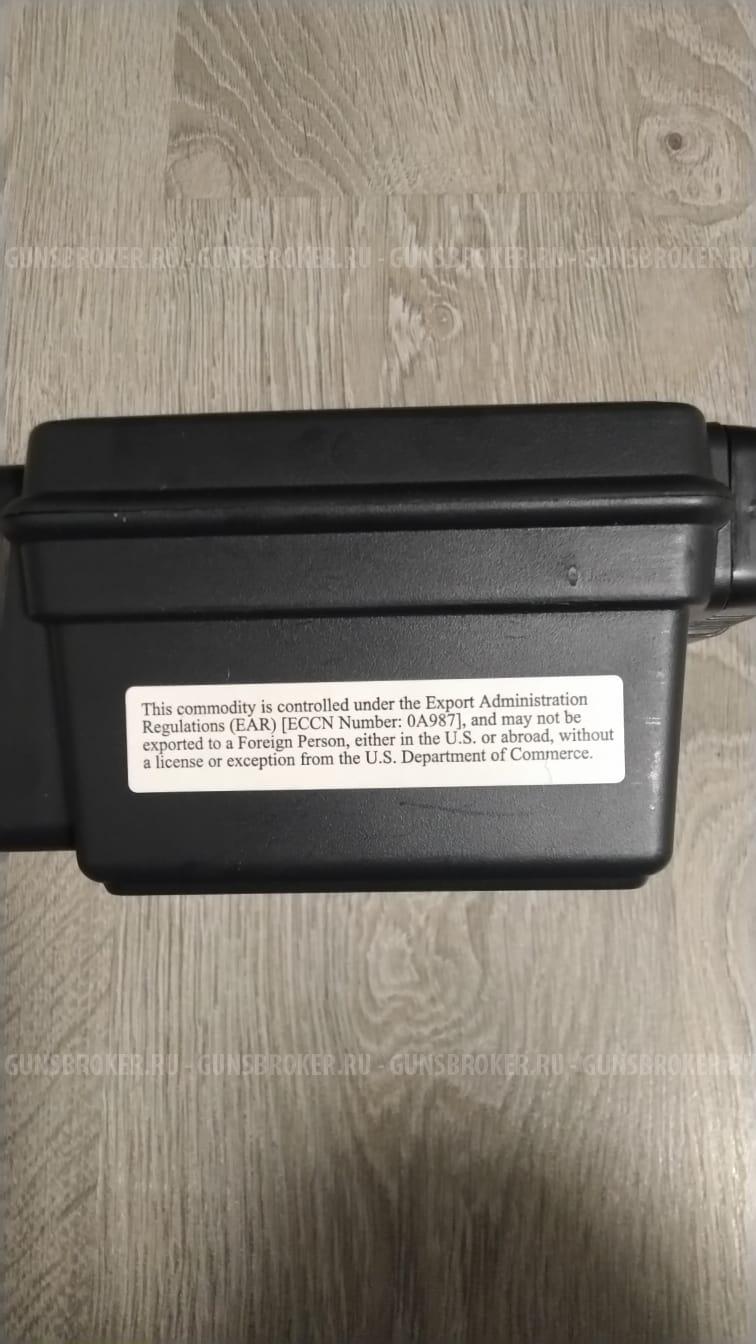 GUNSBROKER.RU - GUNSBROKER.RU - GUNSBROKER.RU - GUNSBROKER.RU
This commodity is controlled under the Export Administration
Regulations (EAR) [ECCN Number: 0A987], and may not be
exported to a Foreign Person, either in the U.S. or abroad, without
a license or exception from the U.S. Department of Commerce.
GUNSBROKER.RU - GUNSBROKER.RU - GUNSBROKER.RU - GUNSBROKER.RU